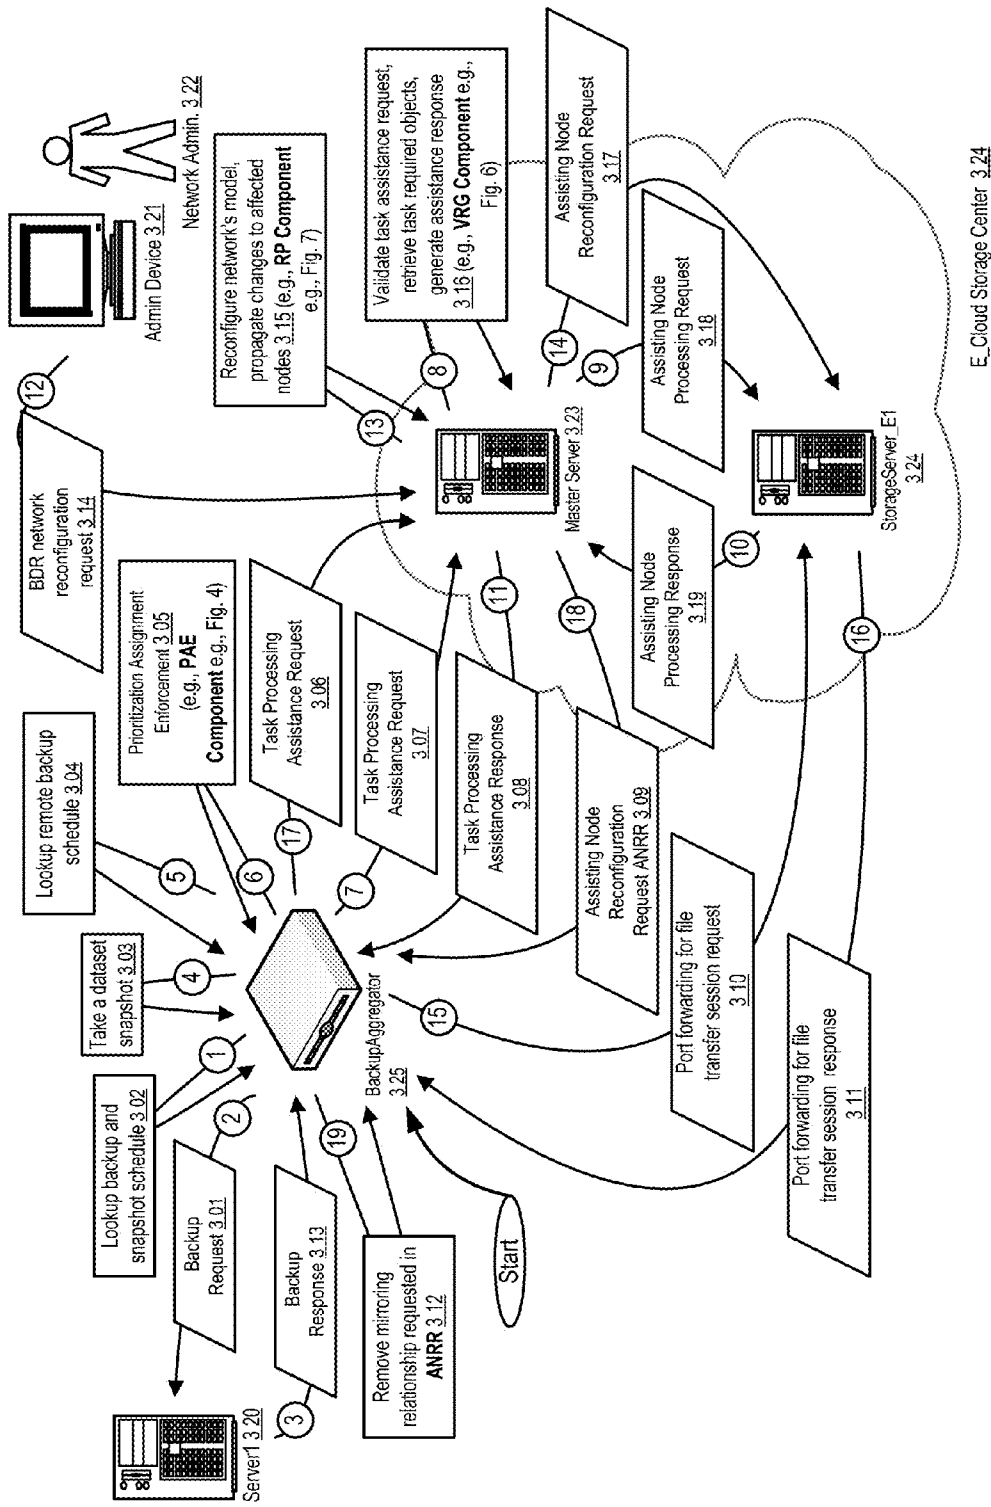 Server1 3.20
Backup
Request 3.01
2
Backup
Response 3.13
3
Lookup backup and
snapshot schedule 3.02
1
Take a dataset
snapshot 3.03
4
Lookup remote backup
schedule 3.04
5
Prioritization Assignment
Enforcement 3.05
(e.g., PAE
Component e.g., Fig. 4)
6
BackupAggregator
3.25
Remove mirroring
relationship requested in
ANRR 3.12
19
Start
Task Processing
Assistance Request
3.06
17
Task Processing
Assistance Request
3.07
7
Task Processing
Assistance Response
3.08
11
Assisting Node
Reconfiguration
Request ANRR 3.09
18
Port forwarding for file
transfer session request
3.10
15
Port forwarding for file
transfer session response
3.11
16
BDR network
reconfiguration
request 3.14
12
Admin Device 3.21
Network Admin. 3.22
Reconfigure network's model,
propagate changes to affected
nodes 3.15 (e.g., RP Component
e.g., Fig. 7)
13
Validate task assistance request,
retrieve task required objects,
generate assistance response
3.16 (e.g., VRG Component e.g.,
Fig. 6)
8
Master Server 3.23
Assisting Node
Reconfiguration Request
3.17
14
Assisting Node
Processing Request
3.18
9
Assisting Node
Processing Response
3.19
10
StorageServer_E1
3.24
E_Cloud Storage Center 3.24